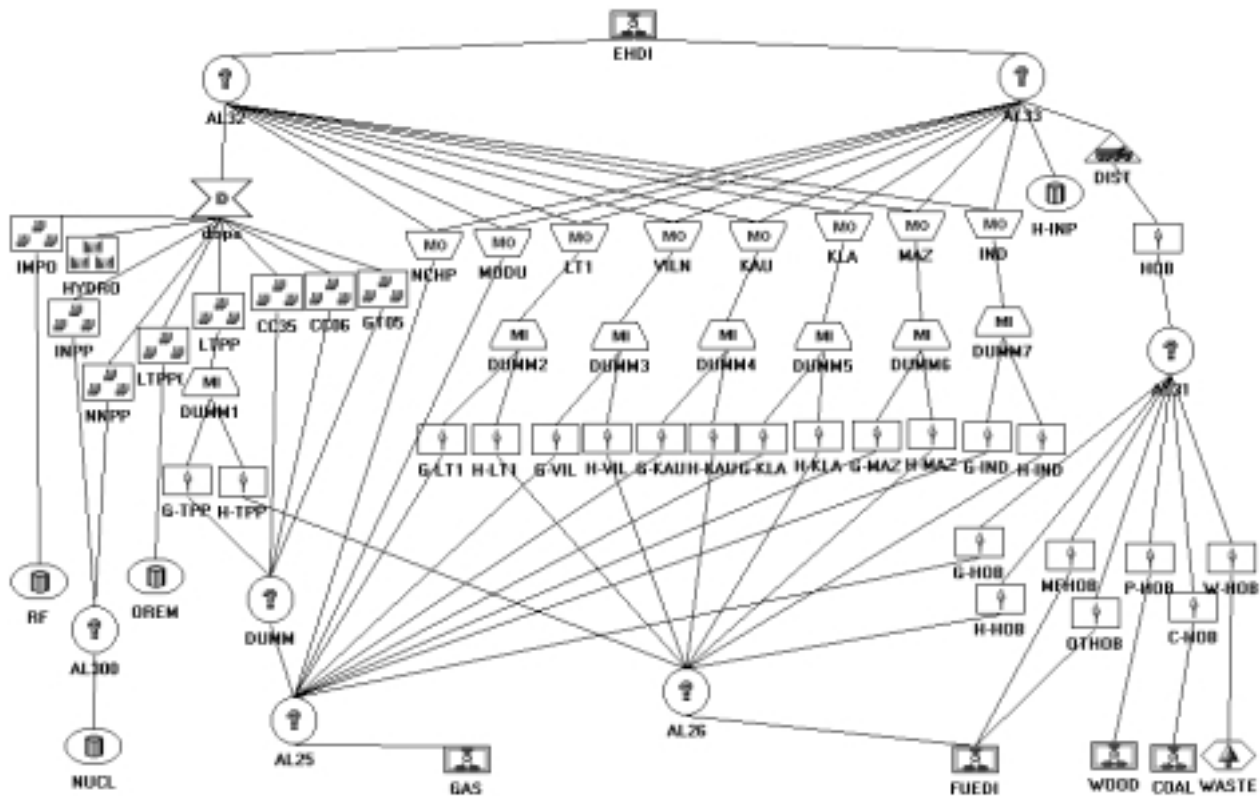 EHDI
AL32
AL33
D
DIST
IMPO
HYDRO
MO
NCHP
MO
MODU
MO
LT1
MO
VILN
MO
KAU
MO
KLA
MO
MAZ
MO
IND
H-INP
HOB
INPP
NNPP
LTPP
CC35
CC06
GT05
MI
DUMM1
MI
DUMM2
MI
DUMM3
MI
DUMM4
MI
DUMM5
MI
DUMM6
MI
DUMM7
AL31
G-LT1
H-LT1
G-VIL
H-VIL
G-KAU
H-KAU
G-KLA
H-KLA
G-MAZ
H-MAZ
G-IND
H-IND
G-TPP
H-TPP
G-HOB
H-HOB
P-HOB
W-HOB
OTHOB
C-HOB
RF
OREM
DUMM
AL300
NUCL
AL25
AL26
GAS
FUEDI
WOOD
COAL
WASTE